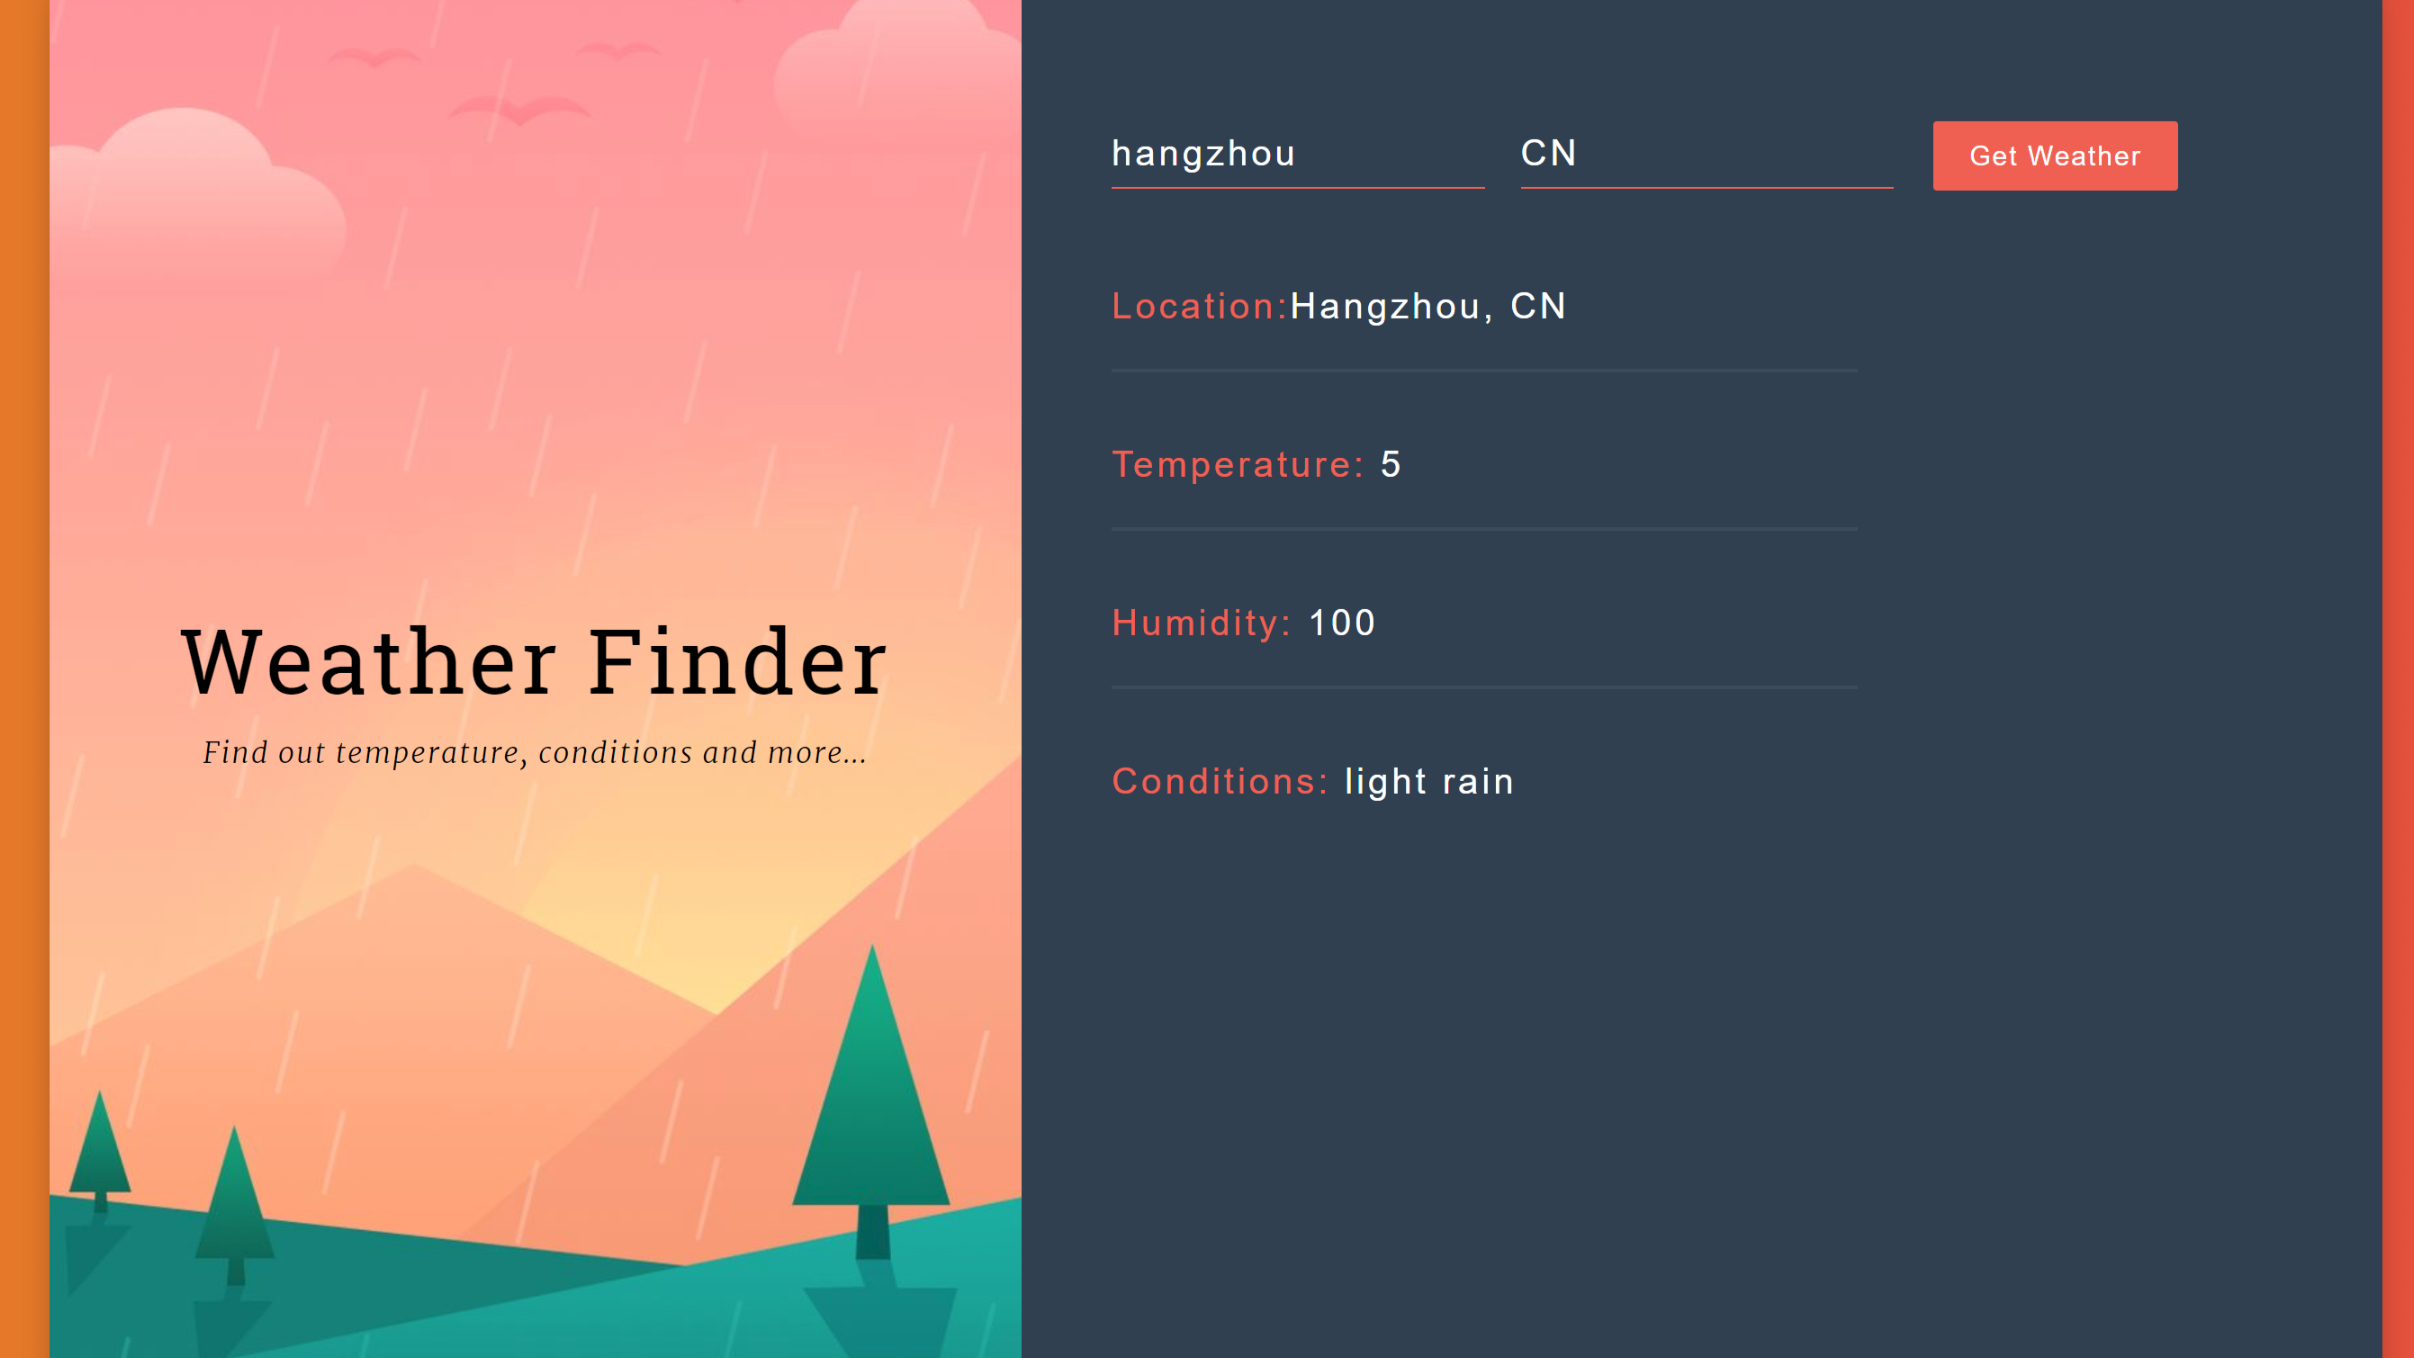 Weather Finder
Find out temperature, conditions and more...
hangzhou CN Get Weather
Location:Hangzhou, CN
Temperature: 5
Humidity: 100
Conditions: light rain